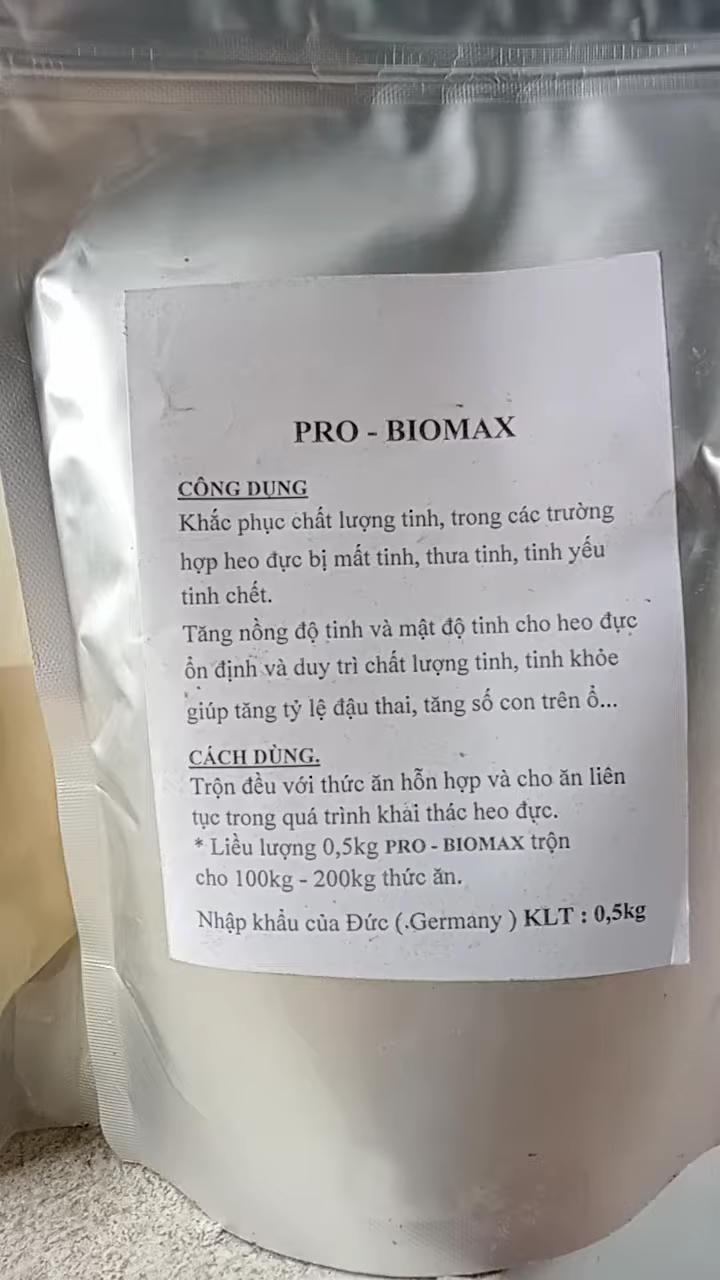 PRO - BIOMAX
CÔNG DỤNG
Khắc phục chất lượng tinh, trong các trường
hợp heo đực bị mất tinh, thưa tinh, tinh yếu
tinh chết.
Tăng nồng độ tinh và mật độ tinh cho heo đực
ổn định và duy trì chất lượng tinh, tinh khỏe
giúp tăng tỷ lệ đậu thai, tăng số con trên ổ...
CÁCH DÙNG.
Trộn đều với thức ăn hỗn hợp và cho ăn liên
tục trong quá trình khai thác heo đực.
* Liều lượng 0,5kg PRO - BIOMAX trộn
cho 100kg - 200kg thức ăn.
Nhập khẩu của Đức (.Germany ) KLT : 0,5kg